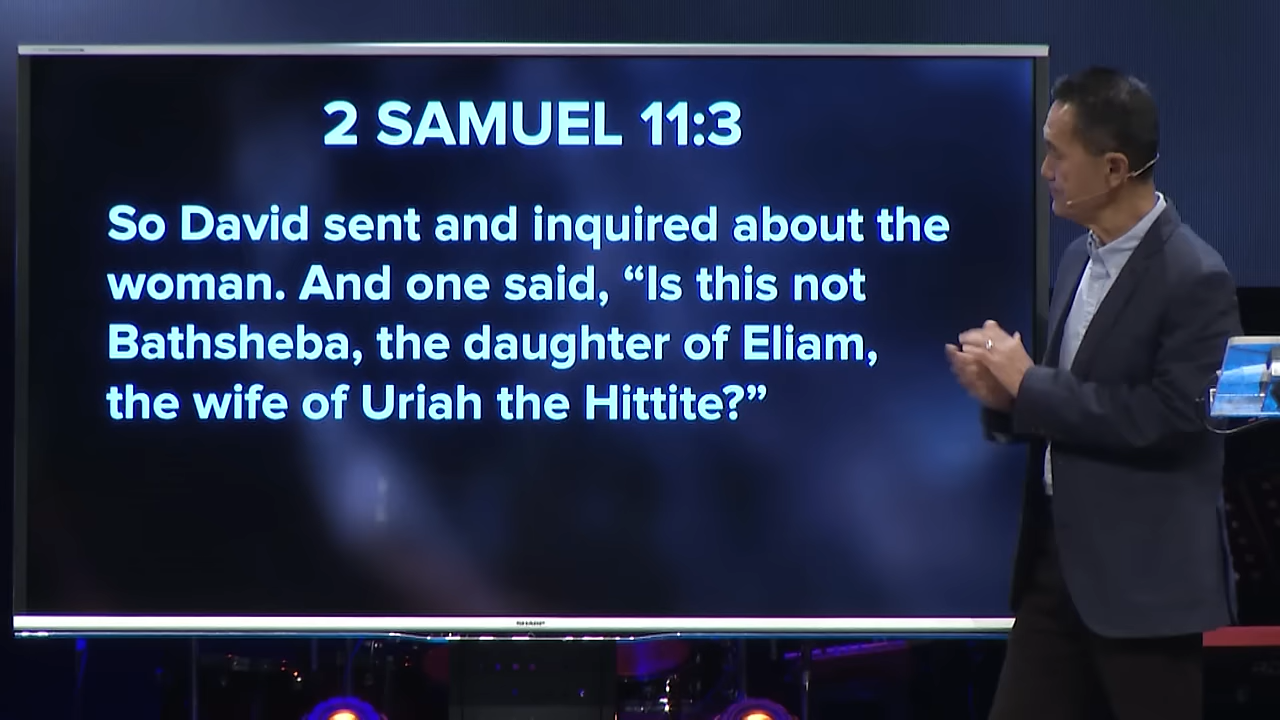 2 SAMUEL 11:3
So David sent and inquired about the
woman. And one said, “Is this not
Bathsheba, the daughter of Eliam,
the wife of Uriah the Hittite?”
SHARP